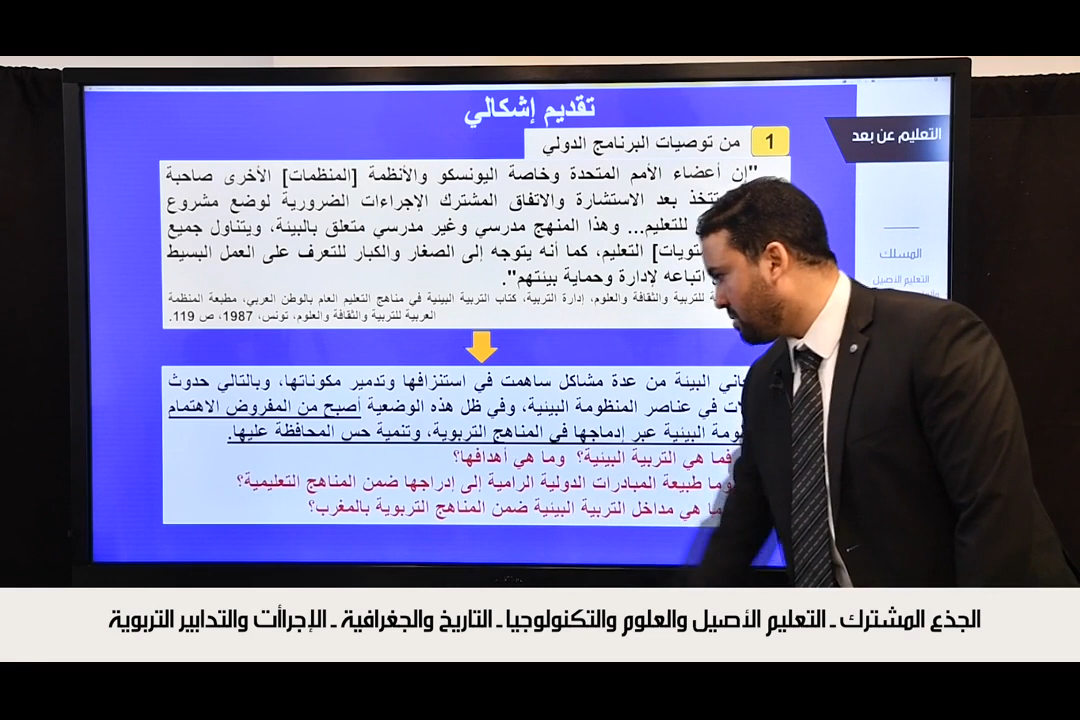 تقديم إشكالي
1 من توصيات البرنامج الدولي
"إن أعضاء الأمم المتحدة وخاصة اليونسكو والأنظمة [المنظمات] الأخرى صاحبة
تتخذ بعد الاستشارة والاتفاق المشترك الإجراءات الضرورية لوضع مشروع
للتعليم... وهذا المنهج مدرسي وغير مدرسي متعلق بالبيئة، ويتناول جميع
التعليم، كما أنه يتوجه إلى الصغار والكبار للتعرف على العمل البسيط
اتباعه لإدارة وحماية بيئتهم".
للتربية والثقافة والعلوم، إدارة التربية، كتاب التربية البيئية في مناهج التعليم العام بالوطن العربي، مطبعة المنظمة
العربية للتربية والثقافة والعلوم، تونس، 1987، ص 119.
البيئة من عدة مشاكل ساهمت في استنزافها وتدمير مكوناتها، وبالتالي حدوث
في عناصر المنظومة البيئية، وفي ظل هذه الوضعية أصبح من المفروض الاهتمام
البيئية عبر إدماجها في المناهج التربوية، وتنمية حس المحافظة عليها.
فما هي التربية البيئية؟ وما هي أهدافها؟
وما طبيعة المبادرات الدولية الرامية إلى إدراجها ضمن المناهج التعليمية؟
ما هي مداخل التربية البيئية ضمن المناهج التربوية بالمغرب؟
التعليم عن بعد
المسلك
التعليم الأصيل
الجذع المشترك - التعليم الأصيل والعلوم والتكنولوجيا - التاريخ والجغرافية - الإجراأت والتدابير التربوية